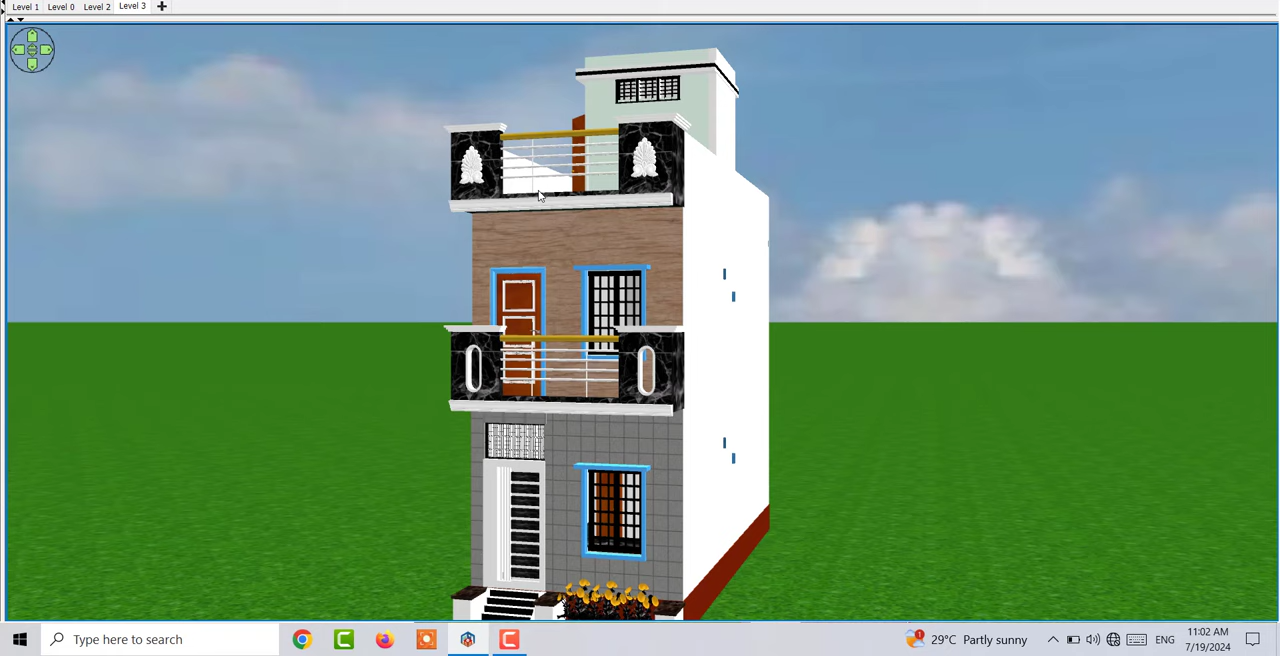 Level 1 Level 0 Level 2 Level 3
Type here to search
1 29°C Partly sunny
ENG
11:02 AM
7/19/2024